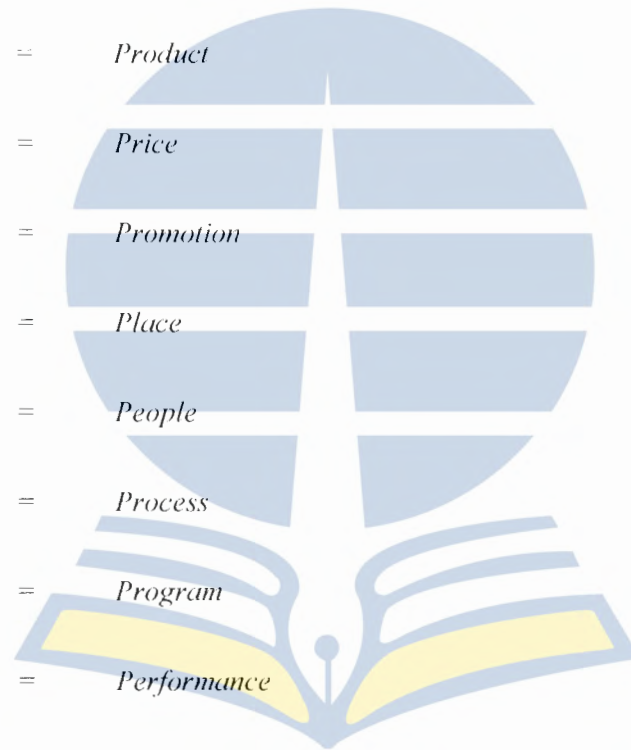 = Product
= Price
= Promotion
= Place
= People
= Process
= Program
= Performance